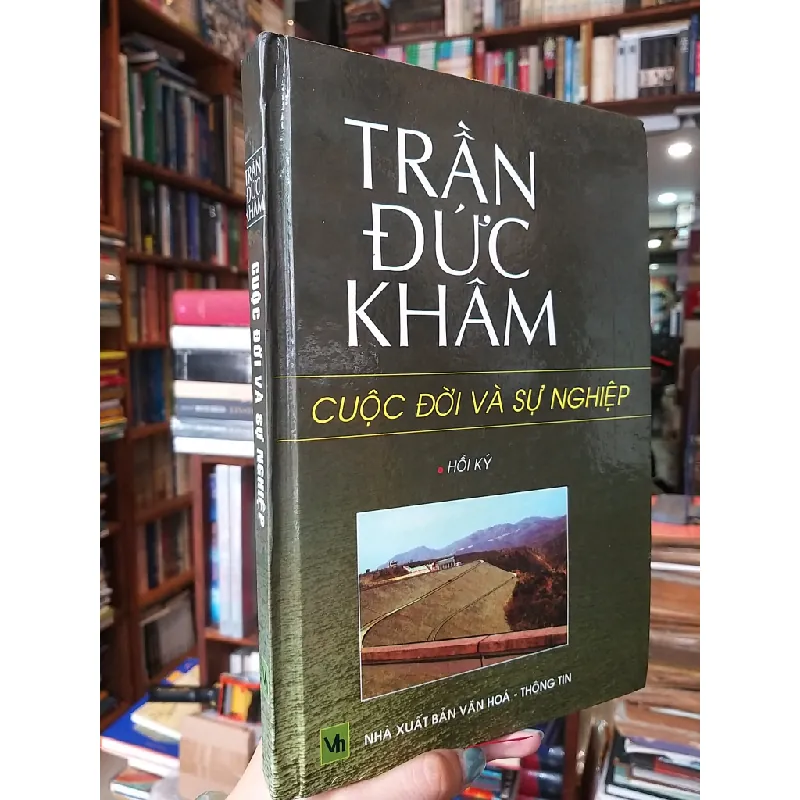 TRẦN
ĐỨC
KHÂM
CUỘC ĐỜI VÀ SỰ NGHIỆP
HỒI KÝ
Vh
NHÀ XUẤT BẢN VĂN HOÁ - THÔNG TIN
TRẦN
ĐỨC
KHÂM
CUỘC ĐỜI VÀ SỰ NGHIỆP